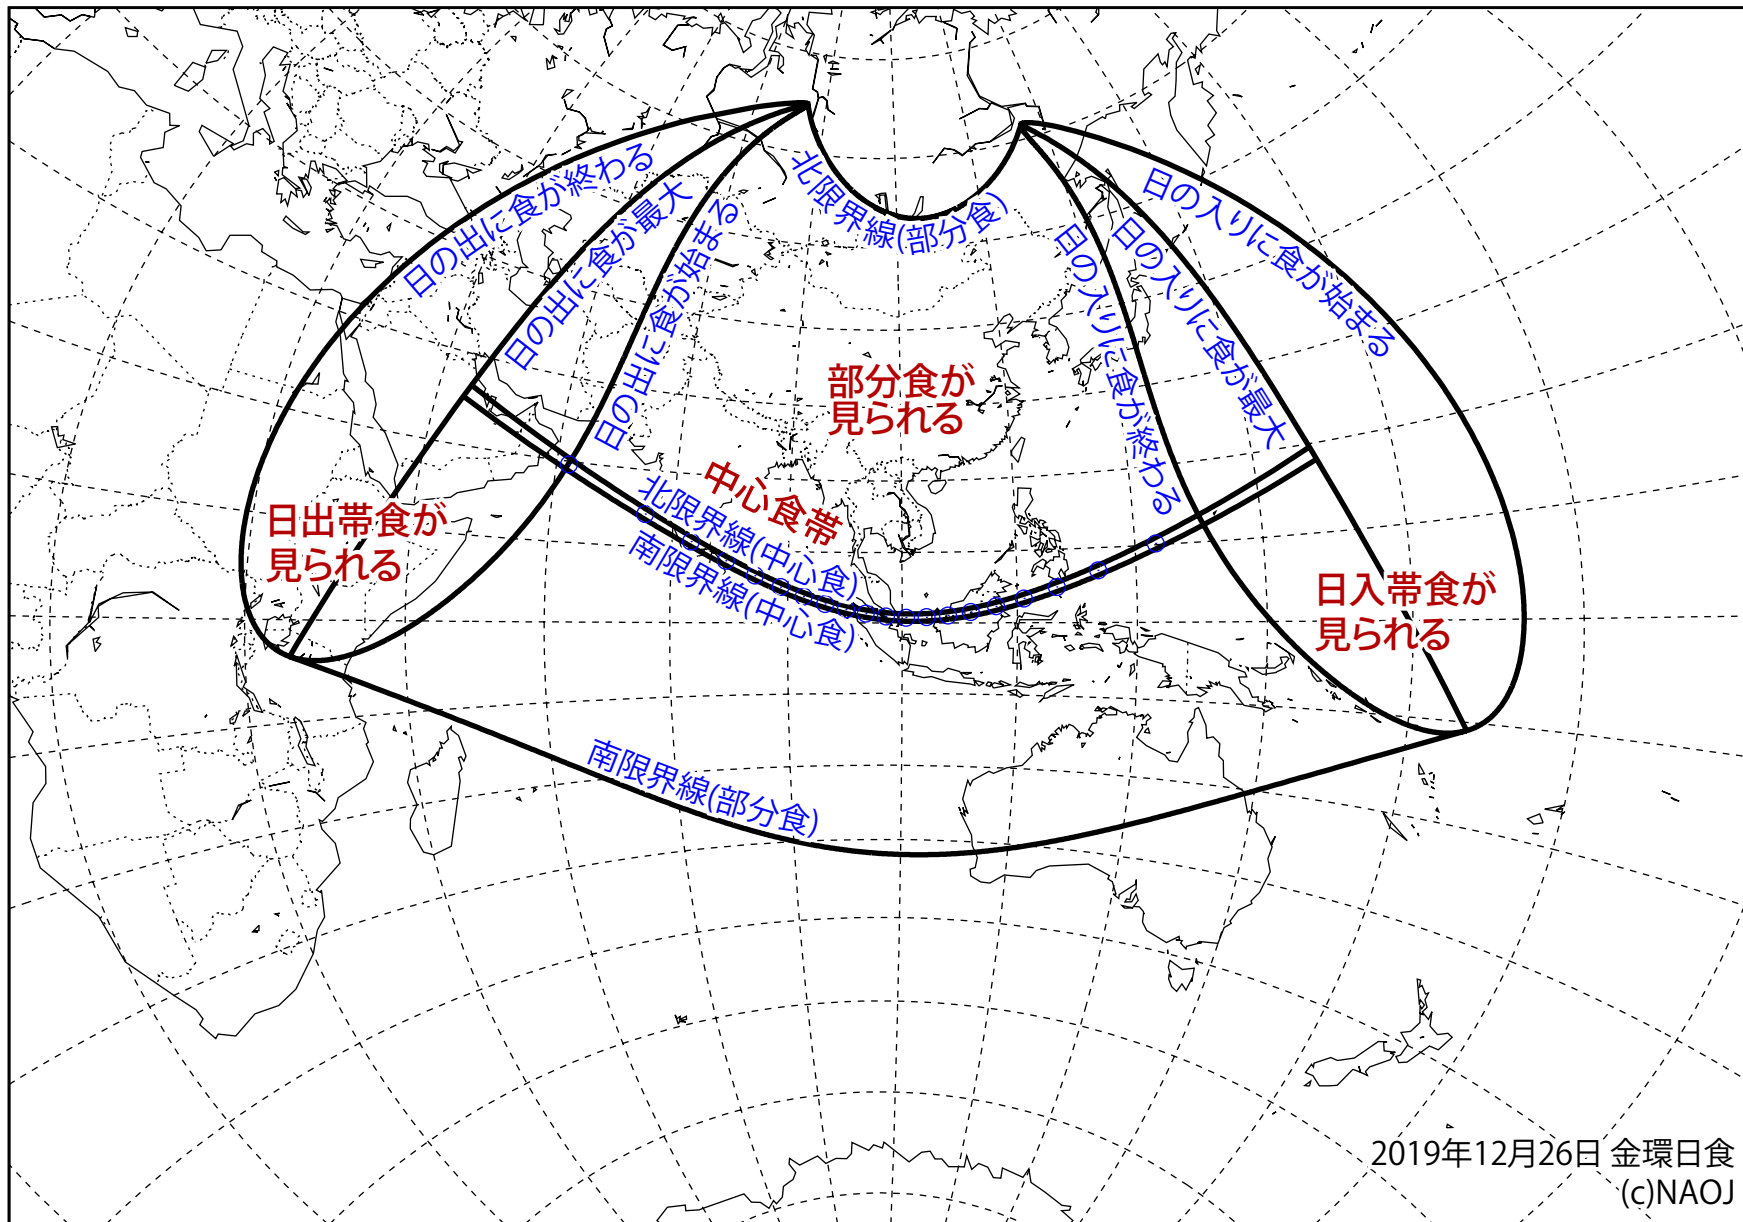 日の出に食が終わる
日の出に食が最大
日の出に食が始まる
北限界線(部分食)
日の入りに食が終わる
日の入りに食が最大
日の入りに食が始まる
部分食が
見られる
中心食帯
北限界線(中心食)
南限界線(中心食)
日出帯食が
見られる
日入帯食が
見られる
南限界線(部分食)
2019年12月26日 金環日食
(c)NAOJ